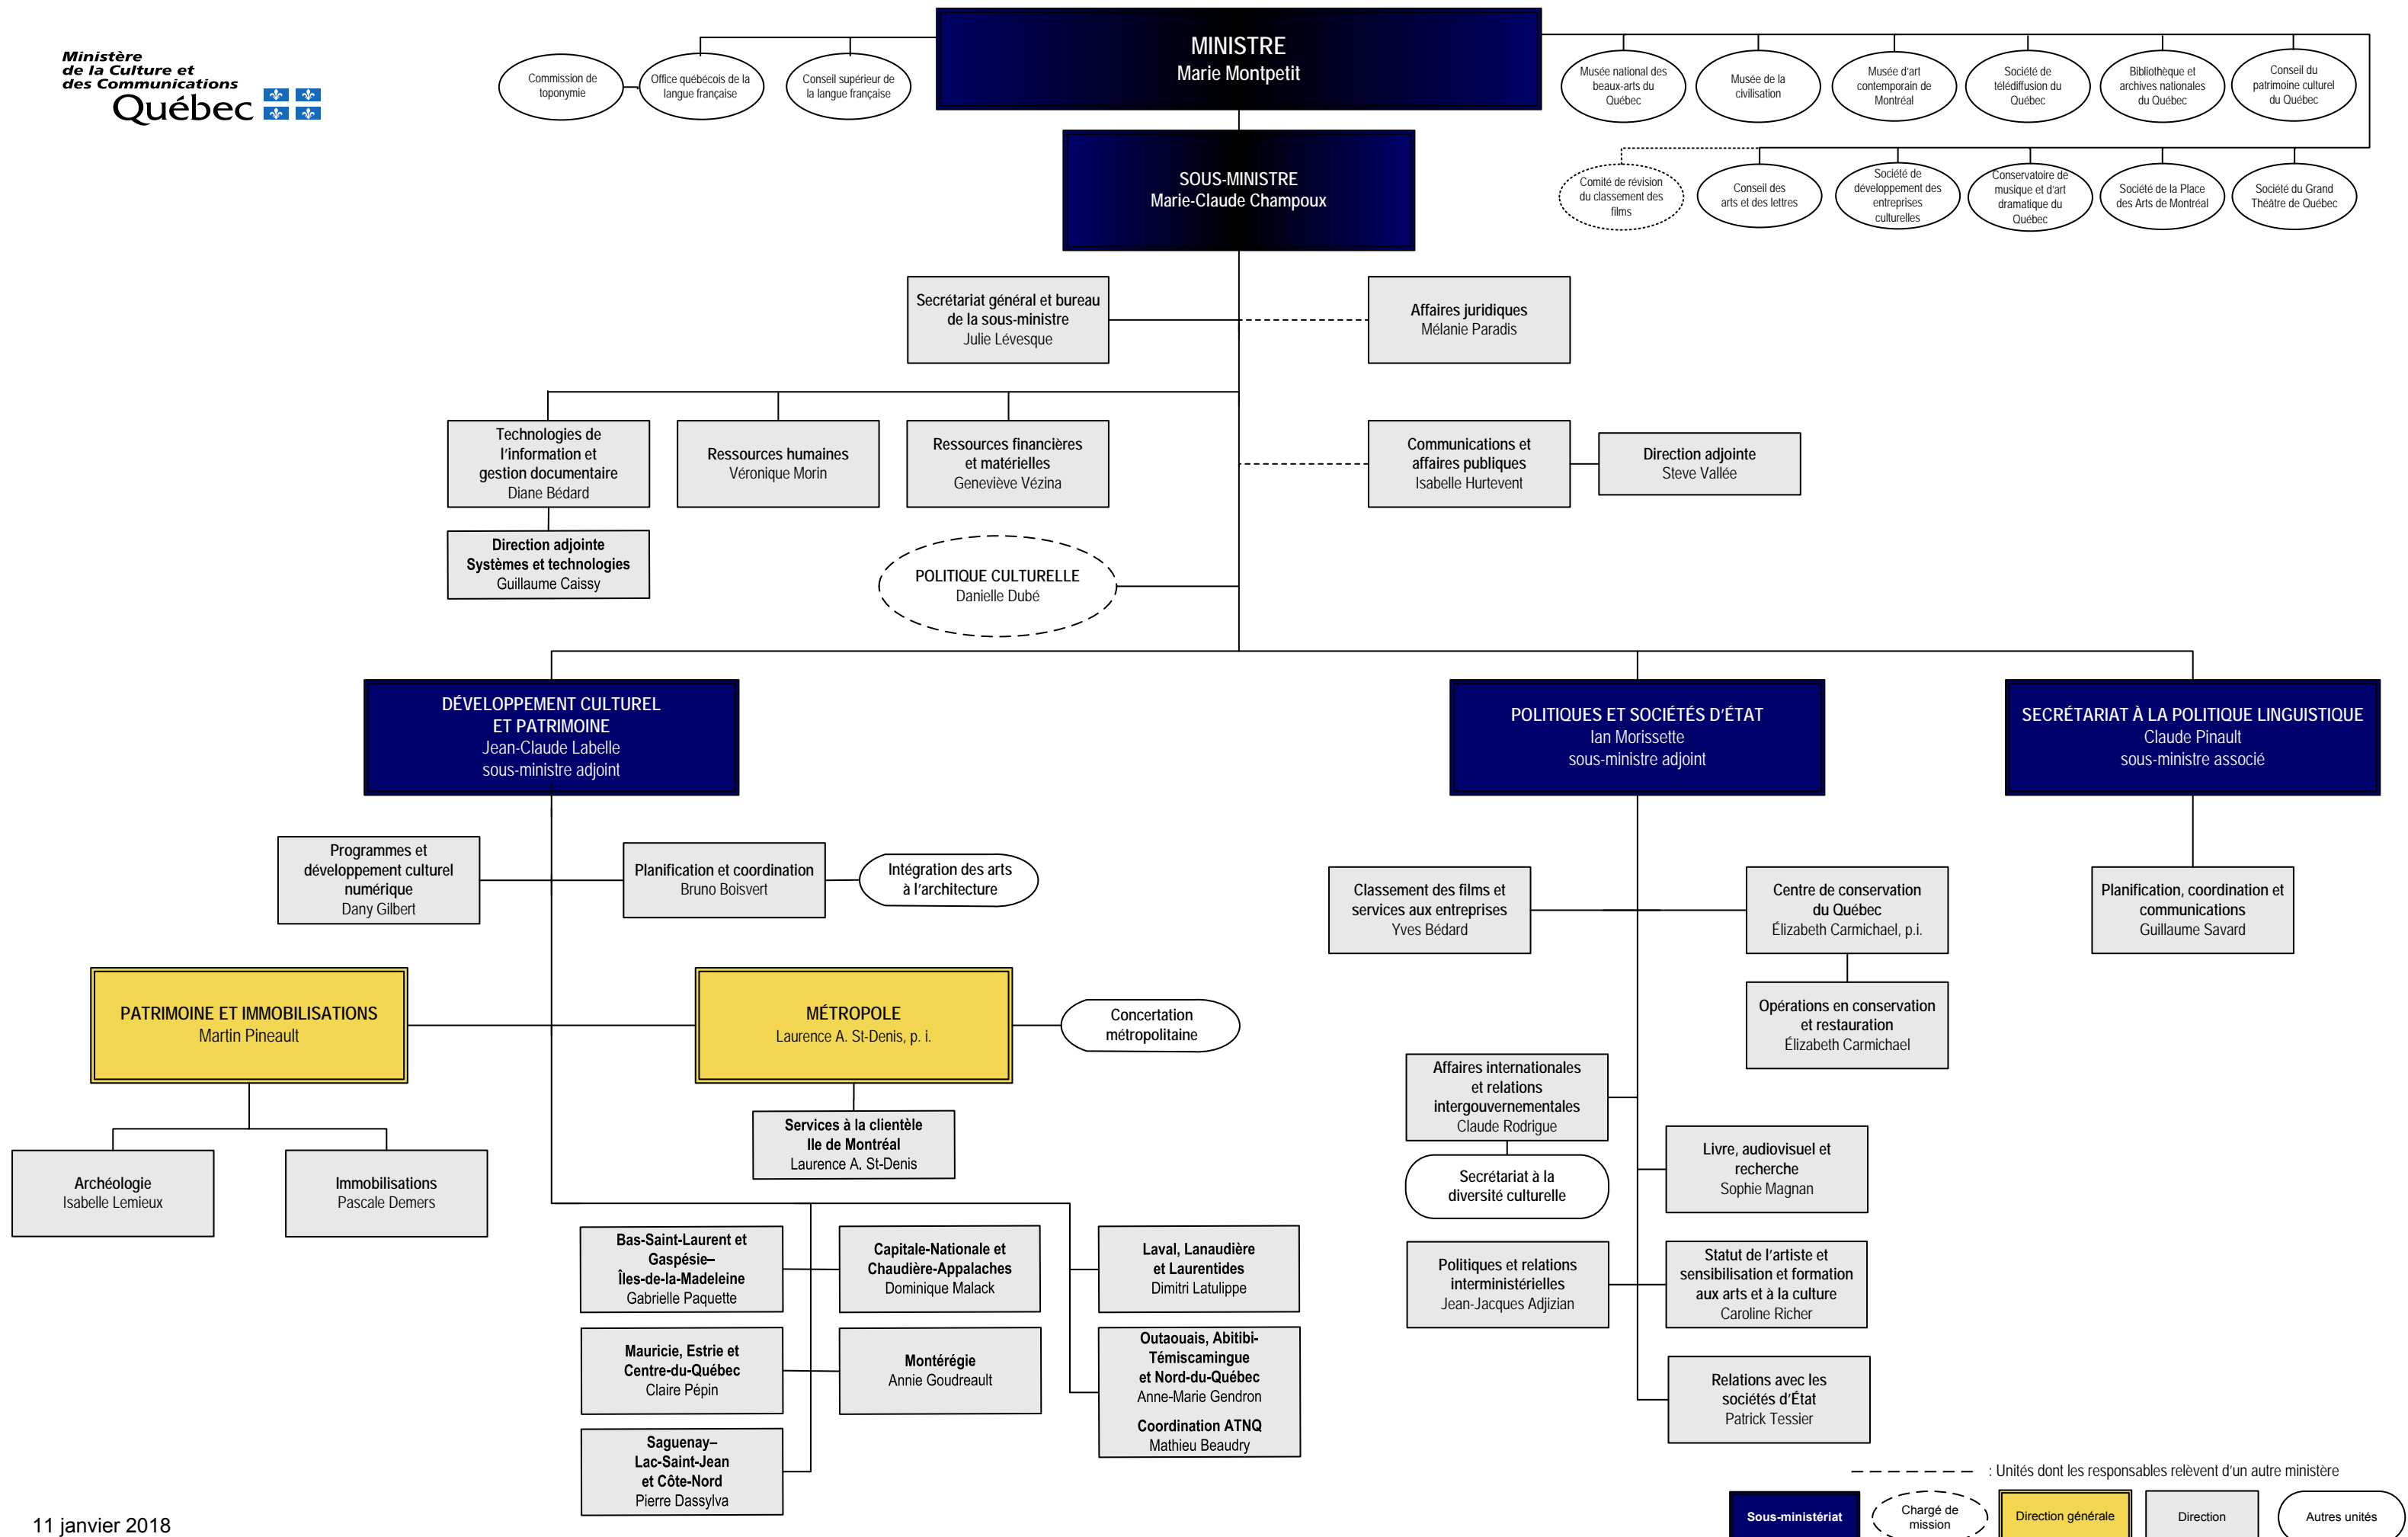 Ministère
de la Culture et
des Communications
Québec
MINISTRE
Marie Montpetit
Commission de
toponymie
Office québécois de la
langue française
Conseil supérieur de
la langue française
Musée national des
beaux-arts du
Québec
Musée de la
civilisation
Musée d'art
contemporain de
Montréal
Société de
télédiffusion du
Québec
Bibliothèque et
archives nationales
du Québec
Conseil du
patrimoine culturel
du Québec
Comité de révision
du classement des
films
Conseil des
arts et des lettres
Société de
développement des
entreprises
culturelles
Conservatoire de
musique et d'art
dramatique du
Québec
Société de la Place
des Arts de Montréal
Société du Grand
Théâtre de Québec
SOUS-MINISTRE
Marie-Claude Champoux
Secrétariat général et bureau
de la sous-ministre
Julie Lévesque
Affaires juridiques
Mélanie Paradis
Technologies de
l'information et
gestion documentaire
Diane Bédard
Ressources humaines
Véronique Morin
Ressources financières
et matérielles
Geneviève Vézina
Communications et
affaires publiques
Isabelle Hurtevent
Direction adjointe
Steve Vallée
Direction adjointe
Systèmes et technologies
Guillaume Caissy
POLITIQUE CULTURELLE
Danielle Dubé
DÉVELOPPEMENT CULTUREL
ET PATRIMOINE
Jean-Claude Labelle
sous-ministre adjoint
POLITIQUES ET SOCIÉTÉS D'ÉTAT
Ian Morissette
sous-ministre adjoint
SECRÉTARIAT À LA POLITIQUE LINGUISTIQUE
Claude Pinault
sous-ministre associé
Programmes et
développement culturel
numérique
Dany Gilbert
Planification et coordination
Bruno Boisvert
Intégration des arts
à l'architecture
Classement des films et
services aux entreprises
Yves Bédard
Centre de conservation
du Québec
Élizabeth Carmichael, p.i.
Planification, coordination et
communications
Guillaume Savard
PATRIMOINE ET IMMOBILISATIONS
Martin Pineault
MÉTROPOLE
Laurence A. St-Denis, p. i.
Concertation
métropolitaine
Opérations en conservation
et restauration
Élizabeth Carmichael
Affaires internationales
et relations
intergouvernementales
Claude Rodrigue
Services à la clientèle
Ile de Montréal
Laurence A. St-Denis
Archéologie
Isabelle Lemieux
Immobilisations
Pascale Demers
Secrétariat à la
diversité culturelle
Livre, audiovisuel et
recherche
Sophie Magnan
Bas-Saint-Laurent et
Gaspésie–
Îles-de-la-Madeleine
Gabrielle Paquette
Capitale-Nationale et
Chaudière-Appalaches
Dominique Malack
Laval, Lanaudière
et Laurentides
Dimitri Latulippe
Politiques et relations
interministérielles
Jean-Jacques Adjizian
Statut de l'artiste et
sensibilisation et formation
aux arts et à la culture
Caroline Richer
Mauricie, Estrie et
Centre-du-Québec
Claire Pépin
Montérégie
Annie Goudreault
Outaouais, Abitibi-
Témiscamingue
et Nord-du-Québec
Anne-Marie Gendron
Coordination ATNQ
Mathieu Beaudry
Relations avec les
sociétés d'État
Patrick Tessier
Saguenay–
Lac-Saint-Jean
et Côte-Nord
Pierre Dassylva
: Unités dont les responsables relèvent d'un autre ministère
Sous-ministériat
Chargé de
mission
Direction générale
Direction
Autres unités
11 janvier 2018